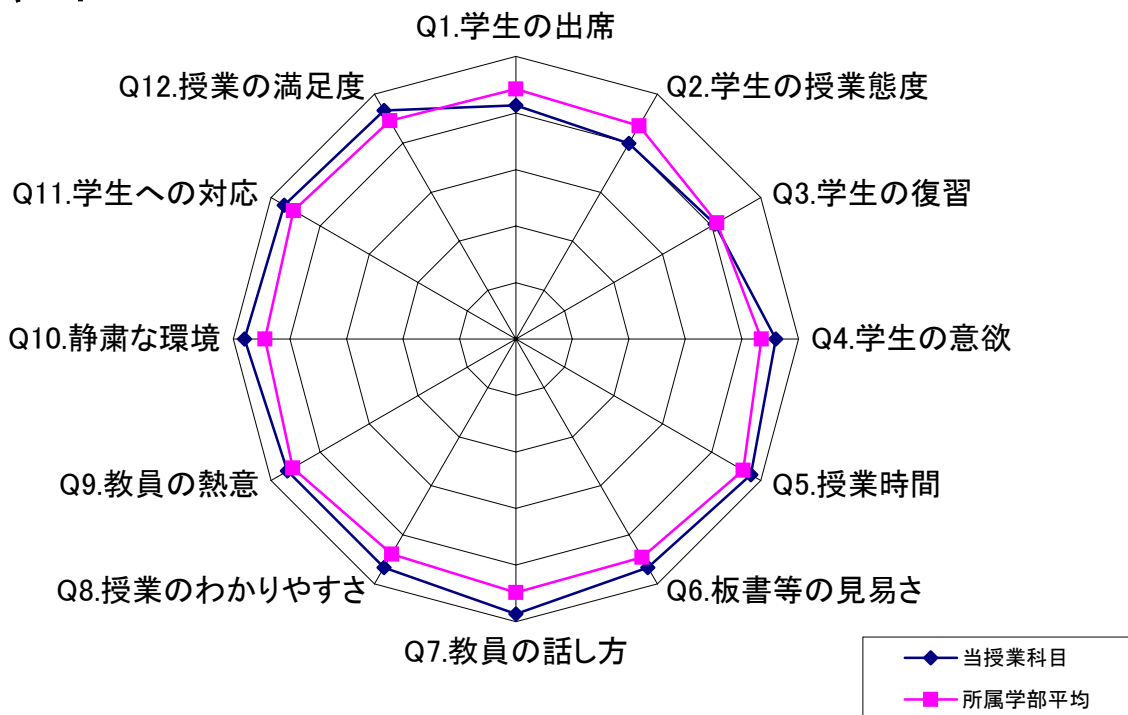 Q1.学生の出席
Q2.学生の授業態度
Q3.学生の復習
Q4.学生の意欲
Q5.授業時間
Q6.板書等の見易さ
Q7.教員の話し方
Q8.授業のわかりやすさ
Q9.教員の熱意
Q10.静粛な環境
Q11.学生への対応
Q12.授業の満足度
当授業科目
所属学部平均